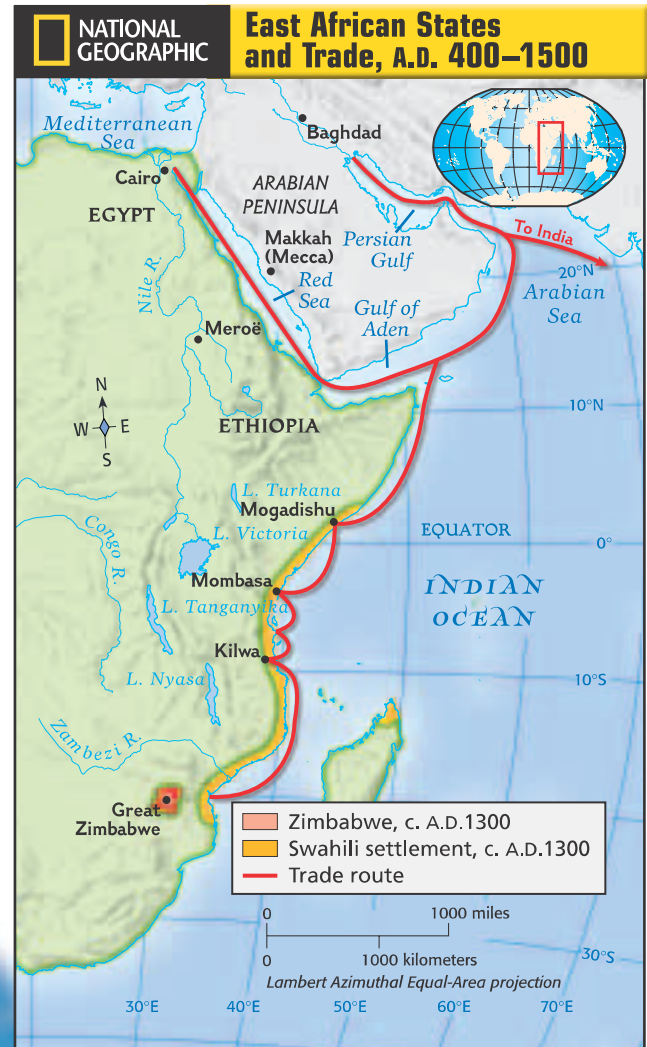 NATIONAL
GEOGRAPHIC
East African States
and Trade, A.D. 400–1500
Mediterranean
Sea
Baghdad
Cairo
EGYPT
ARABIAN
PENINSULA
Makkah
(Mecca)
Persian
Gulf
To India
20°N
Arabian
Sea
Nile R.
Red
Sea
Gulf of
Aden
Meroë
N
W
E
S
ETHIOPIA
10°N
L. Turkana
Mogadishu
L. Victoria
EQUATOR
0°
Congo R.
Mombasa
L. Tanganyika
INDIAN
OCEAN
Kilwa
L. Nyasa
10°S
Zambezi R.
Great
Zimbabwe
Zimbabwe, c. A.D.1300
Swahili settlement, c. A.D.1300
Trade route
0
1000 miles
0
1000 kilometers
Lambert Azimuthal Equal-Area projection
30°S
30°E
40°E
50°E
60°E
70°E